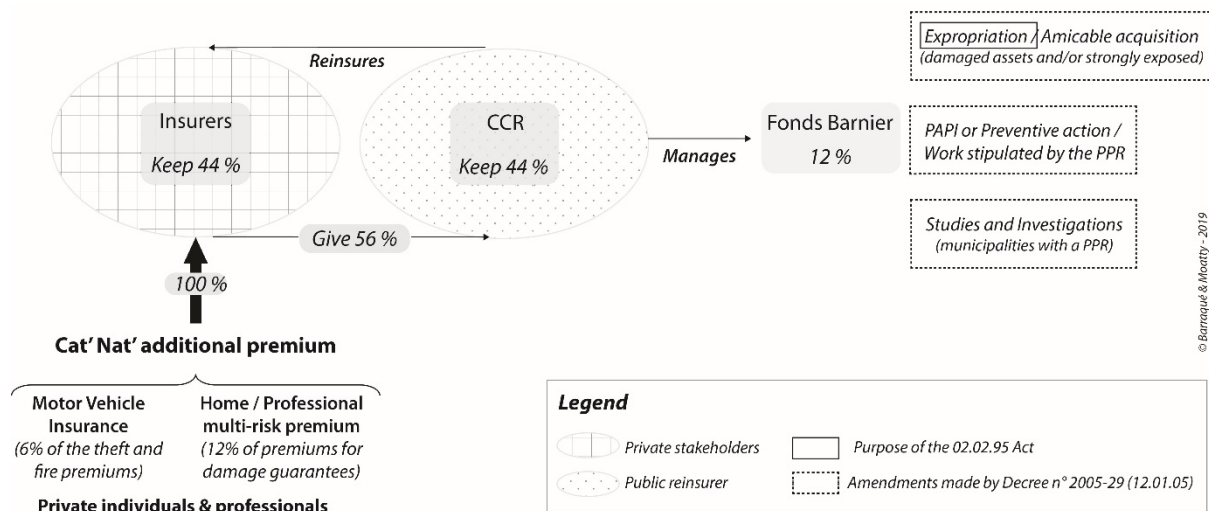 Reinsures
Insurers
Keep 44 %
CCR
Keep 44 %
Give 56 %
Manages
Fonds Barnier
12 %
Expropriation / Amicable acquisition
(damaged assets and/or strongly exposed)
PAPI or Preventive action /
Work stipulated by the PPR
Studies and Investigations
(municipalities with a PPR)
© Barraqué & Moatty - 2019
100 %
Cat' Nat' additional premium
Motor Vehicle
Insurance
(6% of the theft and
fire premiums)
Home / Professional
multi-risk premium
(12% of premiums for
damage guarantees)
Private individuals & professionals
Legend
Private stakeholders
Public reinsurer
Purpose of the 02.02.95 Act
Amendments made by Decree n° 2005-29 (12.01.05)